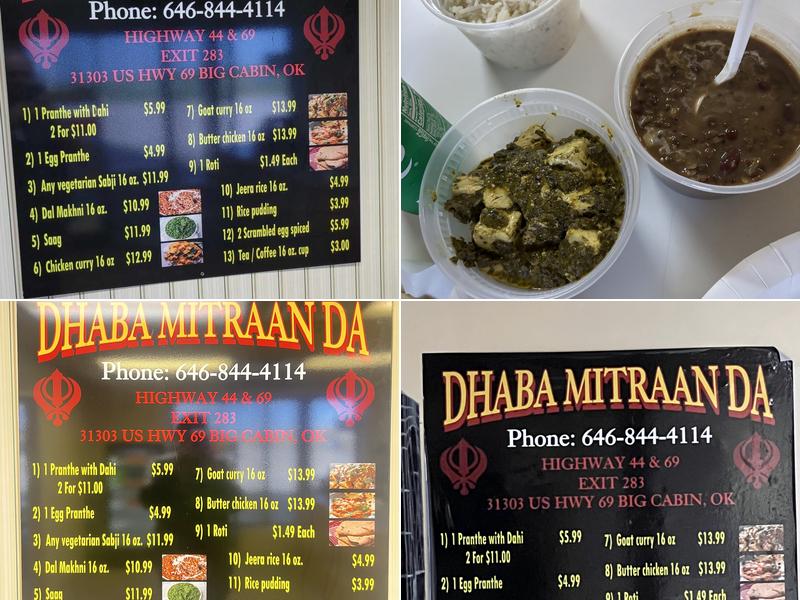 Phone: 646-844-4114
HIGHWAY 44 & 69
EXIT 283
31303 US HWY 69 BIG CABIN, OK
1) 1 Pranthe with Dahi $5.99
2 For $11.00
2) 1 Egg Pranthe $4.99
3) Any vegetarian Sabji 16 oz. $11.99
4) Dal Makhni 16 oz. $10.99
5) Saag $11.99
6) Chicken curry 16 oz $12.99
7) Goat curry 16 oz $13.99
8) Butter chicken 16 oz $13.99
9) 1 Roti $1.49 Each
10) Jeera rice 16 oz. $4.99
11) Rice pudding $3.99
12) 2 Scrambled egg spiced $5.99
13) Tea / Coffee 16 oz. cup $3.00
DHABA MITRAAN DA
Phone: 646-844-4114
HIGHWAY 44 & 69
EXIT 283
31303 US HWY 69 BIG CABIN, OK
1) 1 Pranthe with Dahi $5.99
2 For $11.00
2) 1 Egg Pranthe $4.99
3) Any vegetarian Sabji 16 oz. $11.99
4) Dal Makhni 16 oz. $10.99
5) Saag $11.99
7) Goat curry 16 oz $13.99
8) Butter chicken 16 oz $13.99
9) 1 Roti $1.49 Each
10) Jeera rice 16 oz. $4.99
11) Rice pudding $3.99
DHABA MITRAAN DA
Phone: 646-844-4114
HIGHWAY 44 & 69
EXIT 283
31303 US HWY 69 BIG CABIN, OK
1) 1 Pranthe with Dahi $5.99
2 For $11.00
2) 1 Egg Pranthe $4.99
7) Goat curry 16 oz $13.99
8) Butter chicken 16 oz $13.99
9) 1 Roti $1.49 Each